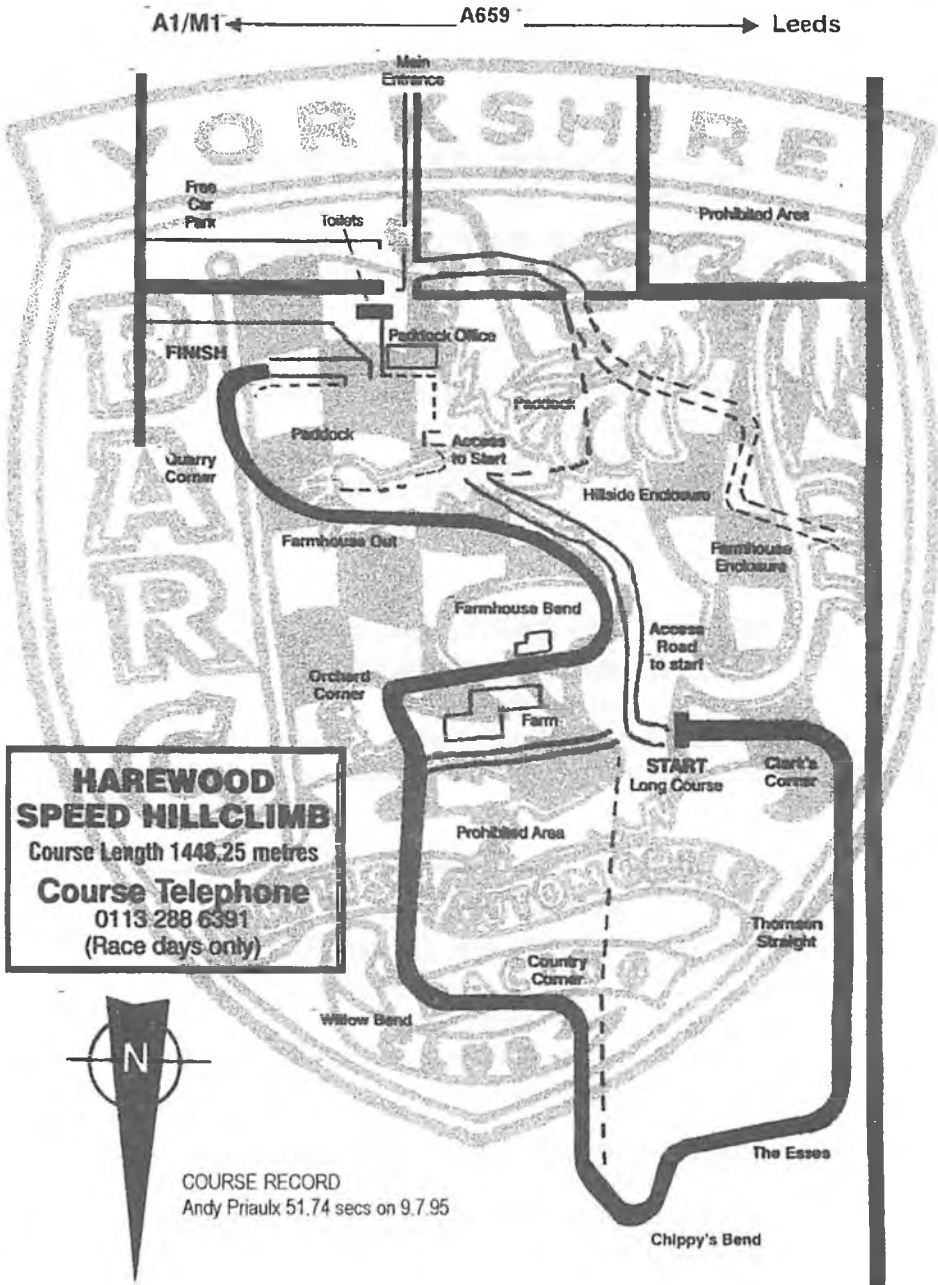 A1/M1
A659
Leeds
Main
Entrance
YORKSHIRE
Free
Car
Park
Toilets
Prohibited Area
Paddock Office
FINISH
Paddock
Paddock
Access
to Start
Quarry
Corner
Hillside Enclosure
Farmhouse Out
Farmhouse
Enclosure
Farmhouse Bend
Access
Road
to start
Orchard
Corner
Farm
START
Long Course
Clark's
Corner
HAREWOOD
SPEED HILLCLIMB
Course Length 1448.25 metres
Course Telephone
0113 288 6391
(Race days only)
Prohibited Area
Thomson
Straight
Country
Corner
Willow Bend
N
The Esses
COURSE RECORD
Andy Priaulx 51.74 secs on 9.7.95
Chippy's Bend